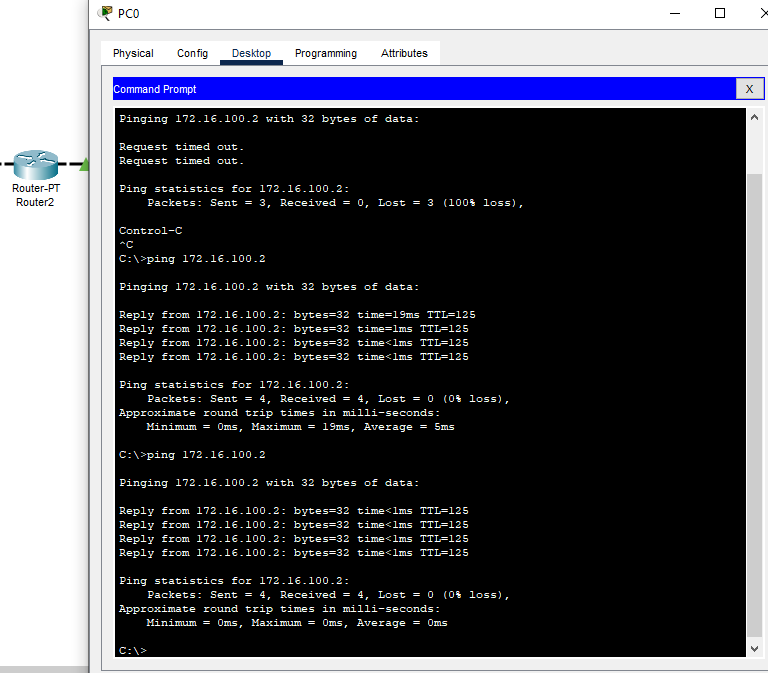 PC0
Physical Config Desktop Programming Attributes
Command Prompt
X
Pinging 172.16.100.2 with 32 bytes of data:
Request timed out.
Request timed out.
Ping statistics for 172.16.100.2:
Packets: Sent = 3, Received = 0, Lost = 3 (100% loss),
Control-C
^C
C:\>ping 172.16.100.2
Pinging 172.16.100.2 with 32 bytes of data:
Reply from 172.16.100.2: bytes=32 time=19ms TTL=125
Reply from 172.16.100.2: bytes=32 time=1ms TTL=125
Reply from 172.16.100.2: bytes=32 time<1ms TTL=125
Reply from 172.16.100.2: bytes=32 time<1ms TTL=125
Ping statistics for 172.16.100.2:
Packets: Sent = 4, Received = 4, Lost = 0 (0% loss),
Approximate round trip times in milli-seconds:
Minimum = 0ms, Maximum = 19ms, Average = 5ms
C:\>ping 172.16.100.2
Pinging 172.16.100.2 with 32 bytes of data:
Reply from 172.16.100.2: bytes=32 time<1ms TTL=125
Reply from 172.16.100.2: bytes=32 time<1ms TTL=125
Reply from 172.16.100.2: bytes=32 time<1ms TTL=125
Reply from 172.16.100.2: bytes=32 time<1ms TTL=125
Ping statistics for 172.16.100.2:
Packets: Sent = 4, Received = 4, Lost = 0 (0% loss),
Approximate round trip times in milli-seconds:
Minimum = 0ms, Maximum = 0ms, Average = 0ms
C:\>
Router-PT
Router2